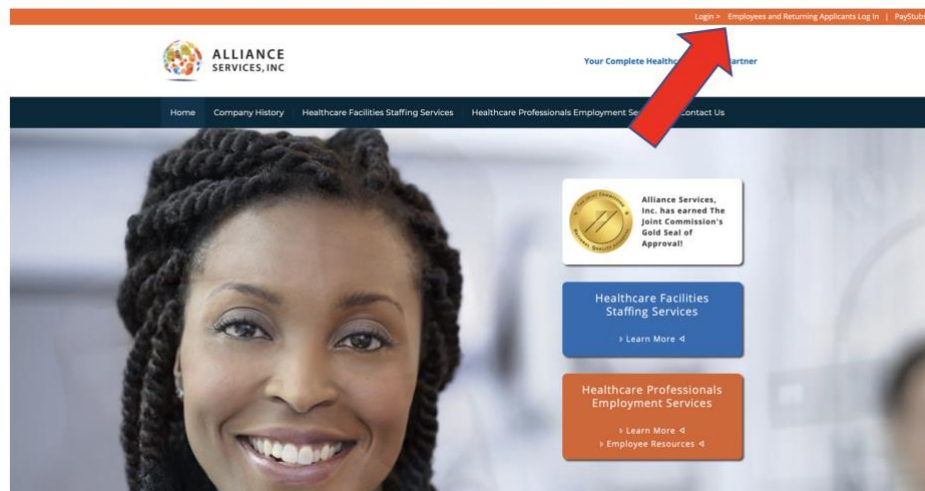 Login > Employees and Returning Applicants Log In | PayStubs
ALLIANCE
SERVICES, INC
Your Complete Healthc artner
Home Company History Healthcare Facilities Staffing Services Healthcare Professionals Employment Se Contact Us
Alliance Services,
Inc. has earned The
Joint Commission's
Gold Seal of
Approval!
Healthcare Facilities
Staffing Services
Learn More
Healthcare Professionals
Employment Services
Learn More
Employee Resources